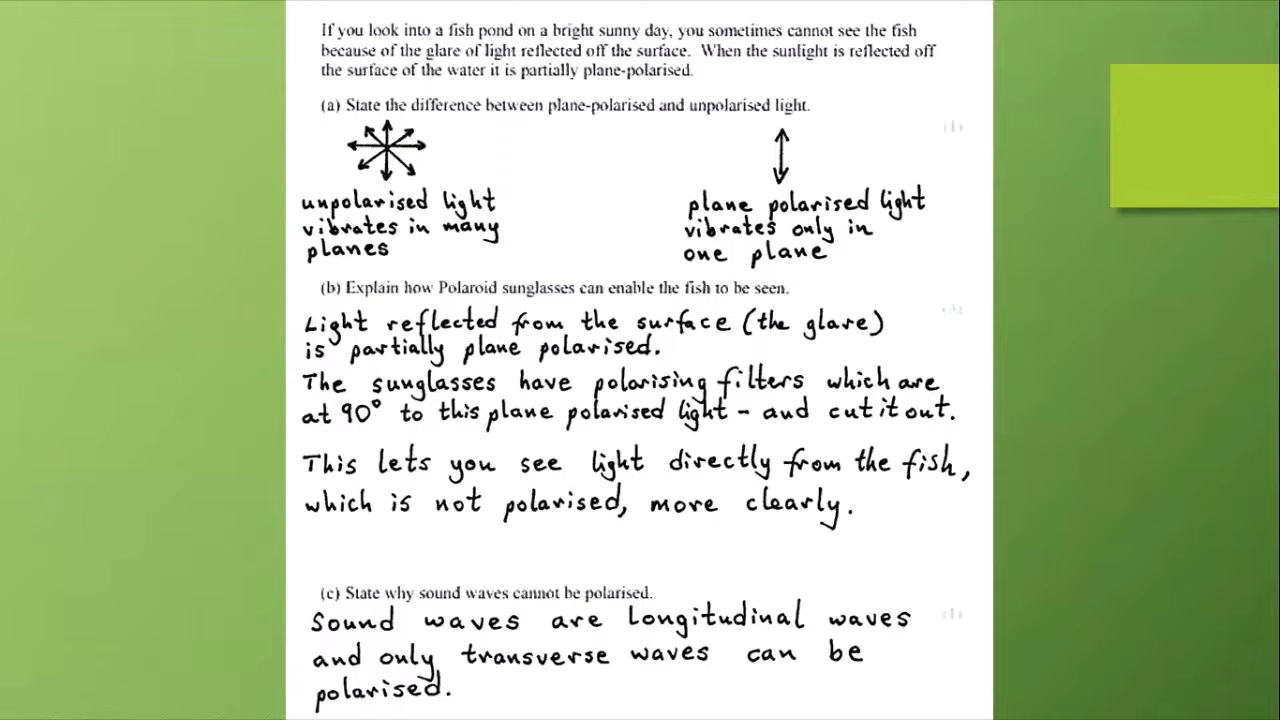 If you look into a fish pond on a bright sunny day, you sometimes cannot see the fish
because of the glare of light reflected off the surface. When the sunlight is reflected off
the surface of the water it is partially plane-polarised.
(a) State the difference between plane-polarised and unpolarised light.
(1)
unpolarised light
vibrates in many
planes
plane polarised light
vibrates only in
one plane
(b) Explain how Polaroid sunglasses can enable the fish to be seen.
Light reflected from the surface (the glare)
is partially plane polarised.
The sunglasses have polarising filters which are
at 90° to this plane polarised light - and cut it out.
This lets you see light directly from the fish,
which is not polarised, more clearly.
(c) State why sound waves cannot be polarised.
(1)
Sound waves are longitudinal waves
and only transverse waves can be
polarised.